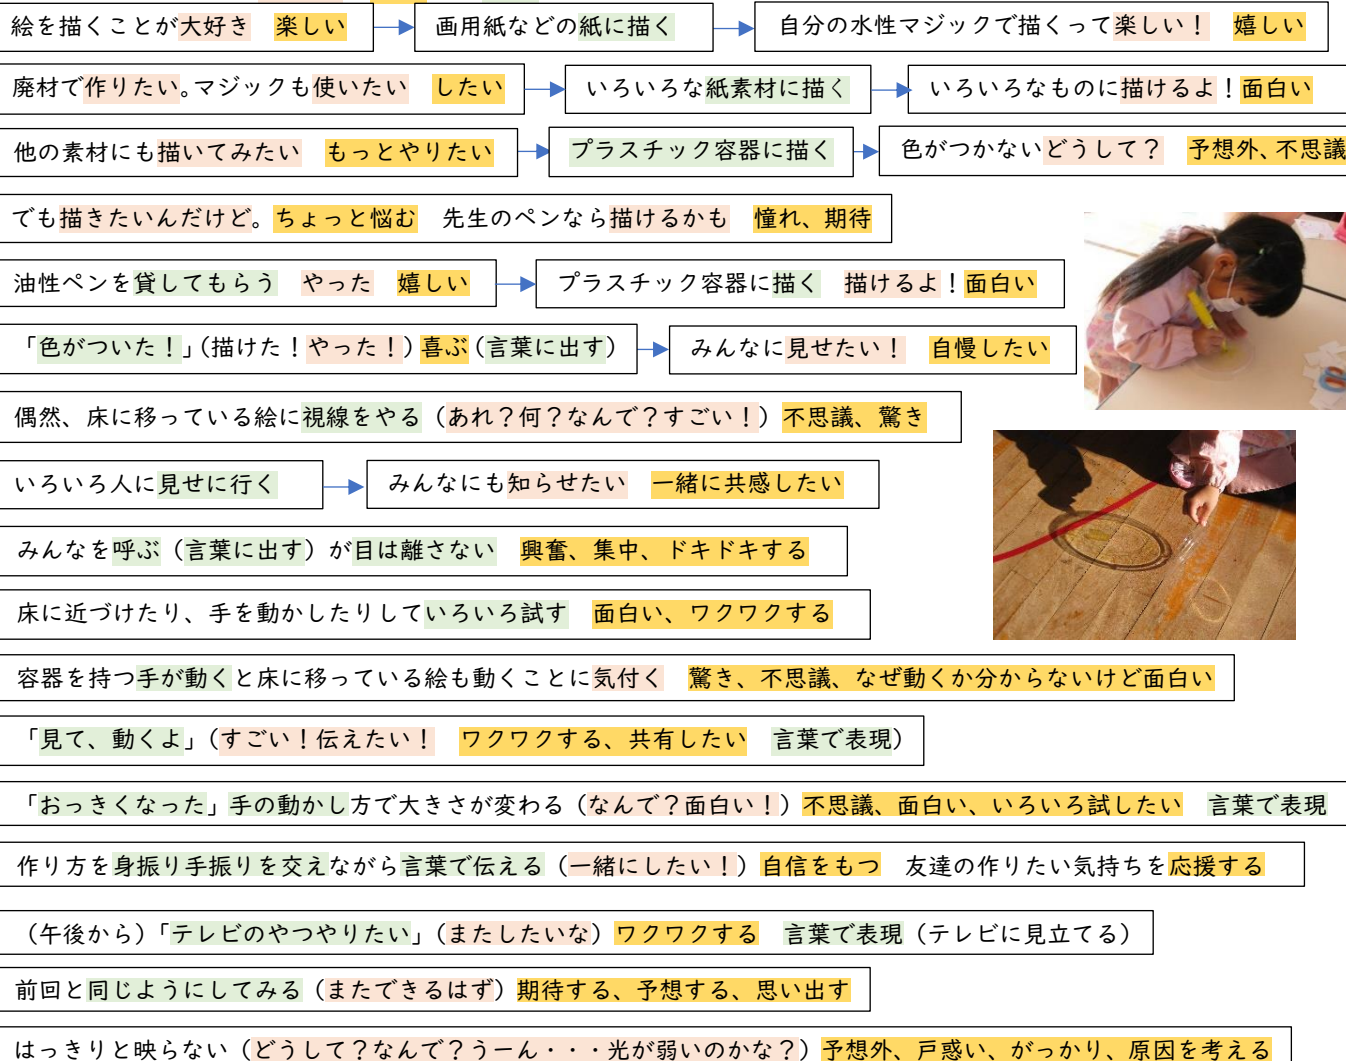 絵を描くことが大好き　楽しい　画用紙などの紙に描く　自分の水性マジックで描くって楽しい！　嬉しい
廃材で作りたい。マジックも使いたい　したい　いろいろな紙素材に描く　いろいろなものに描けるよ！面白い
他の素材にも描いてみたい　もっとやりたい　プラスチック容器に描く　色がつかないどうして？　予想外、不思議
でも描きたいんだけど。ちょっと悩む　先生のペンなら描けるかも　憧れ、期待
油性ペンを貸してもらう　やった　嬉しい　プラスチック容器に描く　描けるよ！面白い
「色がついた！」（描けた！やった！）喜ぶ（言葉に出す）　みんなに見せたい！　自慢したい
偶然、床に移っている絵に視線をやる（あれ？何？なんで？すごい！）不思議、驚き
いろいろ人に見せに行く　みんなにも知らせたい　一緒に共感したい
みんなを呼ぶ（言葉に出す）が目は離さない　興奮、集中、ドキドキする
床に近づけたり、手を動かしたりしていろいろ試す　面白い、ワクワクする
容器を持つ手が動くと床に移っている絵も動くことに気付く　驚き、不思議、なぜ動くか分からないけど面白い
「見て、動くよ」（すごい！伝えたい！　ワクワクする、共有したい　言葉で表現）
「おっきくなった」手の動かし方で大きさが変わる（なんで？面白い！）不思議、面白い、いろいろ試したい　言葉で表現
作り方を身振り手振りを交えながら言葉で伝える（一緒にしたい！）自信をもつ　友達の作りたい気持ちを応援する
（午後から）「テレビのやつやりたい」（またしたいな）ワクワクする　言葉で表現（テレビに見立てる）
前回と同じようにしてみる（またできるはず）期待する、予想する、思い出す
はっきりと映らない（どうして？なんで？うーん・・・光が弱いのかな？）予想外、戸惑い、がっかり、原因を考える